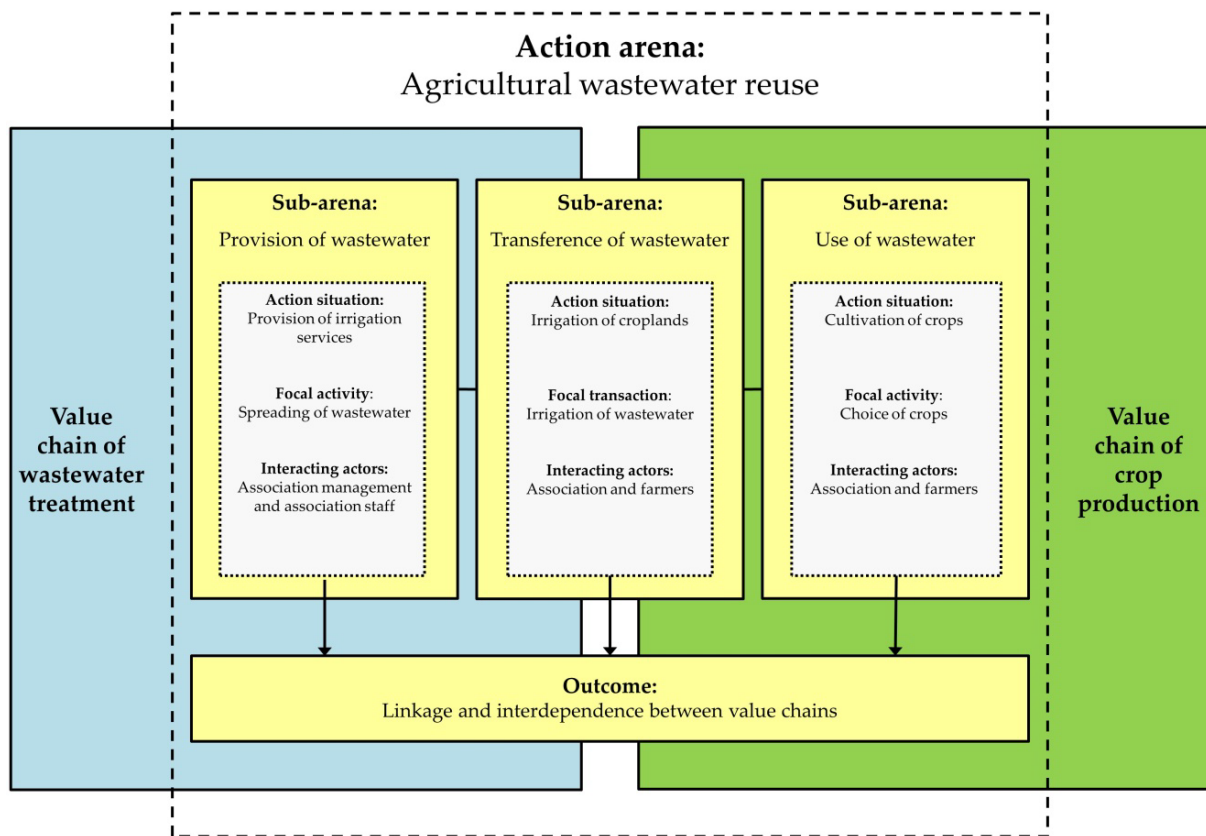 Action arena:
Agricultural wastewater reuse
Value
chain of
wastewater
treatment
Sub-arena:
Provision of wastewater
Action situation:
Provision of irrigation
services
Focal activity:
Spreading of wastewater
Interacting actors:
Association management
and association staff
Sub-arena:
Transference of wastewater
Action situation:
Irrigation of croplands
Focal transaction:
Irrigation of wastewater
Interacting actors:
Association and farmers
Sub-arena:
Use of wastewater
Action situation:
Cultivation of crops
Focal activity:
Choice of crops
Interacting actors:
Association and farmers
Value
chain of
crop
production
Outcome:
Linkage and interdependence between value chains